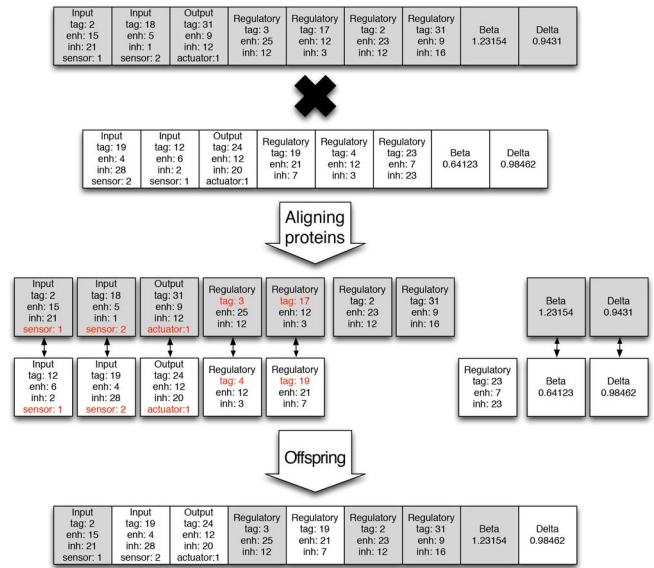 Input
tag: 2
enh: 15
inh: 21
sensor: 1
Input
tag: 18
enh: 5
inh: 1
sensor: 2
Output
tag: 31
enh: 9
inh: 12
actuator:1
Regulatory
tag: 3
enh: 25
inh: 12
Regulatory
tag: 17
enh: 12
inh: 3
Regulatory
tag: 2
enh: 23
inh: 12
Regulatory
tag: 31
enh: 9
inh: 16
Beta
1.23154
Delta
0.9431
Input
tag: 19
enh: 4
inh: 28
sensor: 2
Input
tag: 12
enh: 6
inh: 2
sensor: 1
Output
tag: 24
enh: 12
inh: 20
actuator:1
Regulatory
tag: 19
enh: 21
inh: 7
Regulatory
tag: 4
enh: 12
inh: 3
Regulatory
tag: 23
enh: 7
inh: 23
Beta
0.64123
Delta
0.98462
Aligning
proteins
Input
tag: 2
enh: 15
inh: 21
sensor: 1
Input
tag: 18
enh: 5
inh: 1
sensor: 2
Output
tag: 31
enh: 9
inh: 12
actuator:1
Regulatory
tag: 3
enh: 25
inh: 12
Regulatory
tag: 17
enh: 12
inh: 3
Regulatory
tag: 2
enh: 23
inh: 12
Regulatory
tag: 31
enh: 9
inh: 16
Beta
1.23154
Delta
0.9431
Input
tag: 12
enh: 6
inh: 2
sensor: 1
Input
tag: 19
enh: 4
inh: 28
sensor: 2
Output
tag: 24
enh: 12
inh: 20
actuator:1
Regulatory
tag: 4
enh: 12
inh: 3
Regulatory
tag: 19
enh: 21
inh: 7
Regulatory
tag: 23
enh: 7
inh: 23
Beta
0.64123
Delta
0.98462
Offspring
Input
tag: 2
enh: 15
inh: 21
sensor: 1
Input
tag: 19
enh: 4
inh: 28
sensor: 2
Output
tag: 24
enh: 12
inh: 20
actuator:1
Regulatory
tag: 3
enh: 25
inh: 12
Regulatory
tag: 19
enh: 21
inh: 7
Regulatory
tag: 2
enh: 23
inh: 12
Regulatory
tag: 31
enh: 9
inh: 16
Beta
1.23154
Delta
0.98462